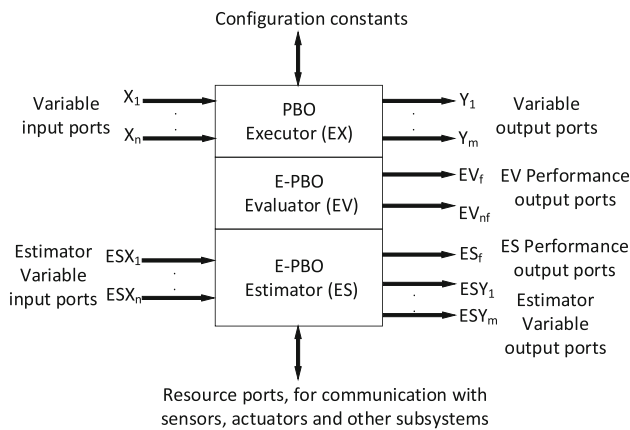 Configuration constants
Variable
input ports
X1
Xn
PBO
Executor (EX)
Y1
Ym
Variable
output ports
E-PBO
Evaluator (EV)
EVf
EVnf
EV Performance
output ports
Estimator
Variable
input ports
ESX1
ESXn
E-PBO
Estimator (ES)
ESf
ESY1
ESYm
ES Performance
output ports
Estimator
Variable
output ports
Resource ports, for communication with
sensors, actuators and other subsystems